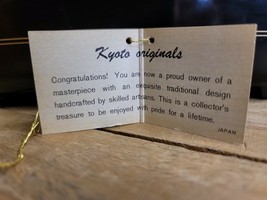 Kyoto originals
Congratulations! You are now a proud owner of a
masterpiece with an exquisite traditional design
handcrafted by skilled artisans. This is a collector's
treasure to be enjoyed with pride for a lifetime.
JAPAN